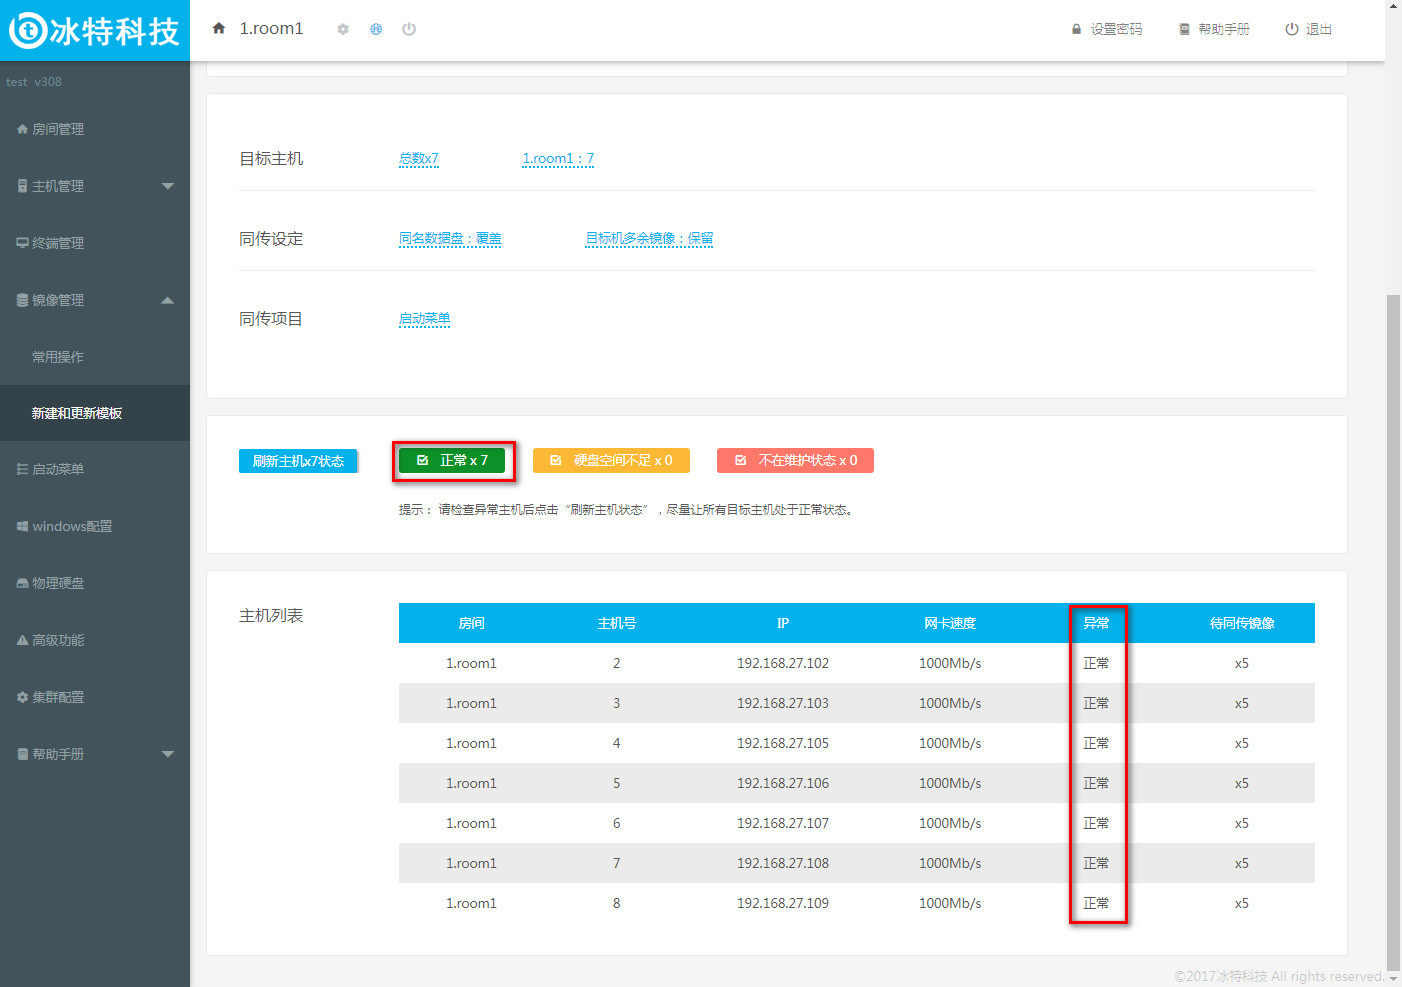 冰特科技
1.room1
设置密码
帮助手册
退出
test v308
房间管理
主机管理
终端管理
镜像管理
常用操作
新建和更新模板
启动菜单
windows配置
物理硬盘
高级功能
集群配置
帮助手册
目标主机 总数x7 1.room1：7
同传设定 同名数据盘：覆盖 目标机多余镜像：保留
同传项目 启动菜单
刷新主机x7状态 正常 x 7 硬盘空间不足 x 0 不在维护状态 x 0
提示： 请检查异常主机后点击“刷新主机状态”，尽量让所有目标主机处于正常状态。
主机列表
房间 主机号 IP 网卡速度 异常 待同传镜像
1.room1 2 192.168.27.102 1000Mb/s 正常 x5
1.room1 3 192.168.27.103 1000Mb/s 正常 x5
1.room1 4 192.168.27.105 1000Mb/s 正常 x5
1.room1 5 192.168.27.106 1000Mb/s 正常 x5
1.room1 6 192.168.27.107 1000Mb/s 正常 x5
1.room1 7 192.168.27.108 1000Mb/s 正常 x5
1.room1 8 192.168.27.109 1000Mb/s 正常 x5
©2017冰特科技 All rights reserved.